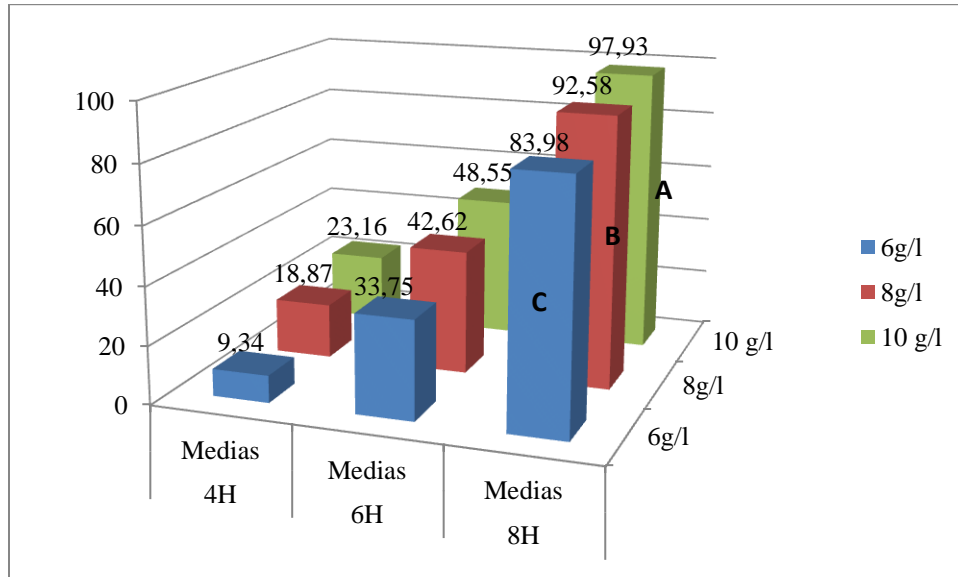 97,93
92,58
83,98
100
80
60
40
20
0
48,55
42,62
33,75
23,16
18,87
9,34
A
B
C
6g/l
8g/l
10 g/l
10 g/l
8g/l
6g/l
Medias
4H
Medias
6H
Medias
8H